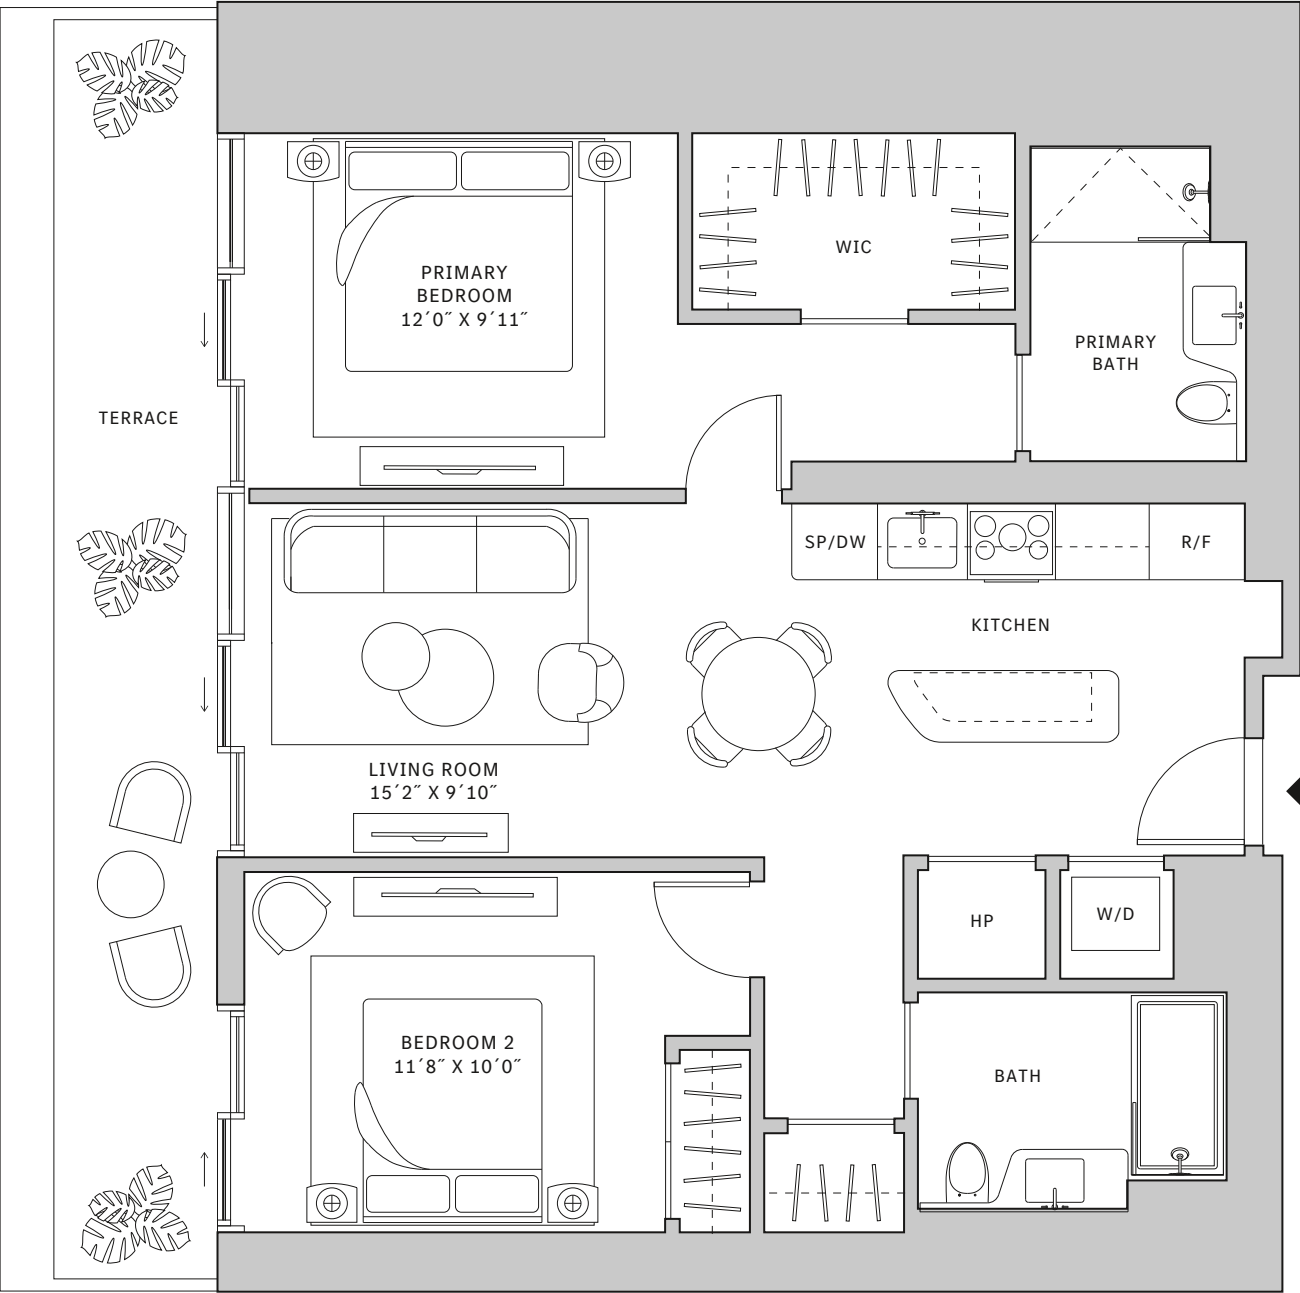 WIC
PRIMARY
BEDROOM
12´0˝ X 9´11˝
PRIMARY
BATH
TERRACE
SP/DW
R/F
KITCHEN
LIVING ROOM
15´2˝ X 9´10˝
HP
W/D
BEDROOM 2
11´8˝ X 10´0˝
BATH